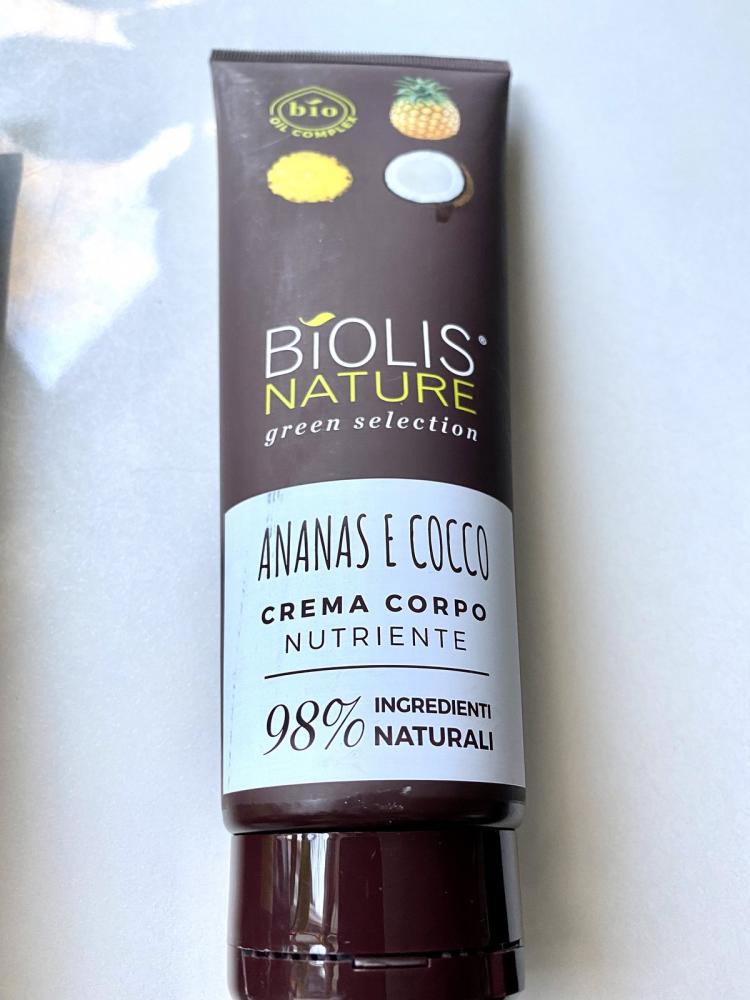 bio
OIL COMPLEX
BIOLIS®
NATURE
green selection
ANANAS E COCCO
CREMA CORPO
NUTRIENTE
98% INGREDIENTI
NATURALI